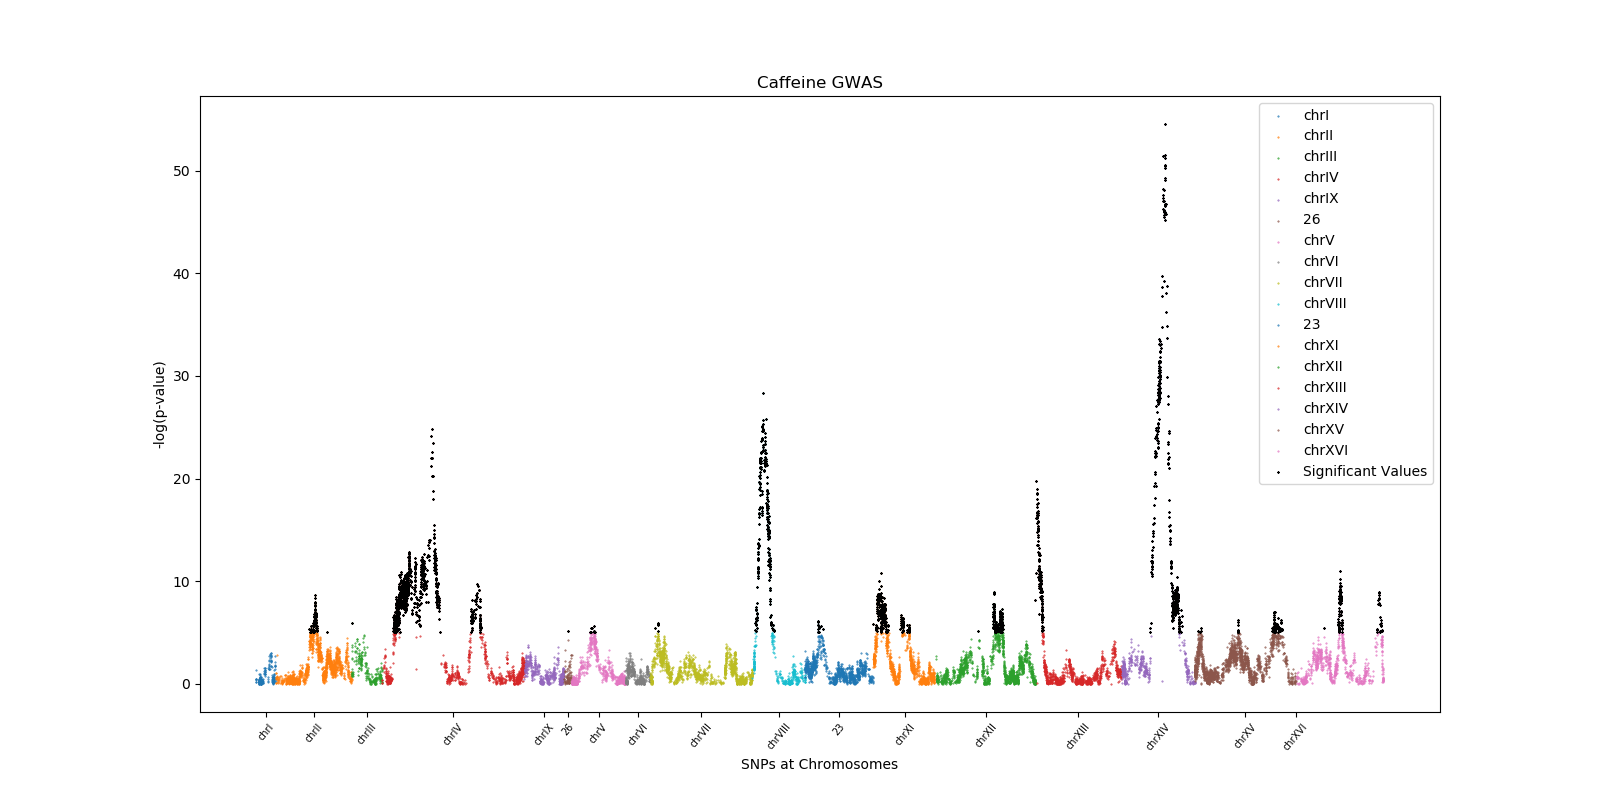 Caffeine GWAS
-log(p-value)
50
40
30
20
10
0
chrI
chrII
chrIII
chrIV
chrIX
26
chrV
chrVI
chrVII
chrVIII
23
chrXI
chrXII
chrXIII
chrXIV
chrXV
chrXVI
Significant Values
chrI
chrII
chrIII
chrIV
chrIX
26
chrV
chrVI
chrVII
chrVIII
23
chrXI
chrXII
chrXIII
chrXIV
chrXV
chrXVI
SNPs at Chromosomes